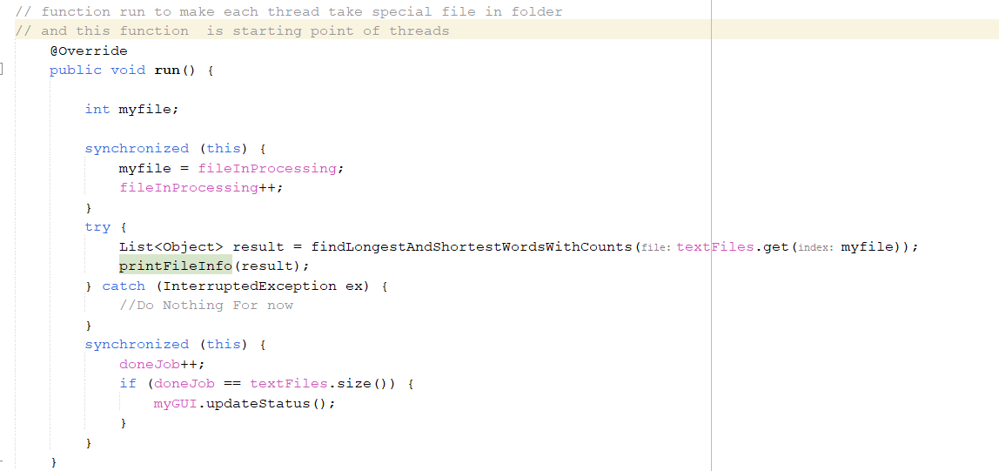 // function run to make each thread take special file in folder
// and this function  is starting point of threads
@Override
public void run() {
int myfile;
synchronized (this) {
myfile = fileInProcessing;
fileInProcessing++;
}
try {
List<Object> result = findLongestAndShortestWordsWithCounts(file: textFiles.get(index: myfile));
printFileInfo(result);
} catch (InterruptedException ex) {
//Do Nothing For now
}
synchronized (this) {
doneJob++;
if (doneJob == textFiles.size()) {
myGUI.updateStatus();
}
}
}